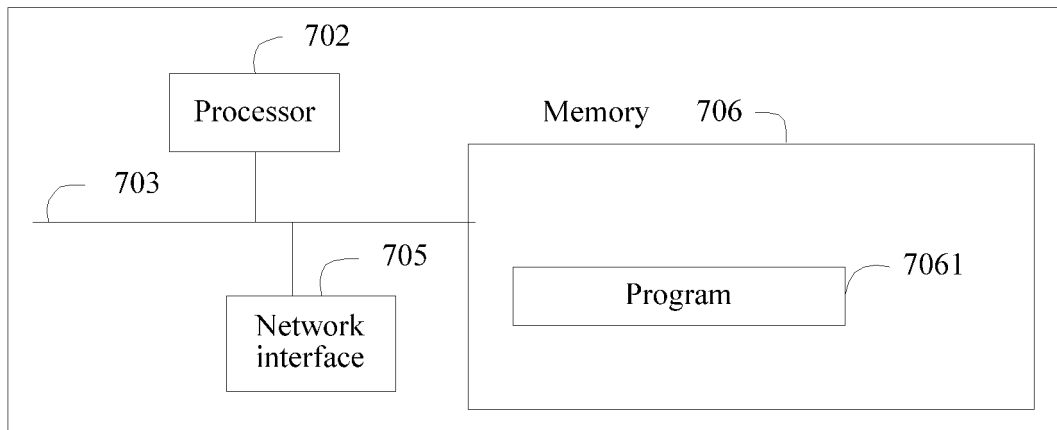 702
Processor
Memory 706
703
705
7061
Program
Network
interface